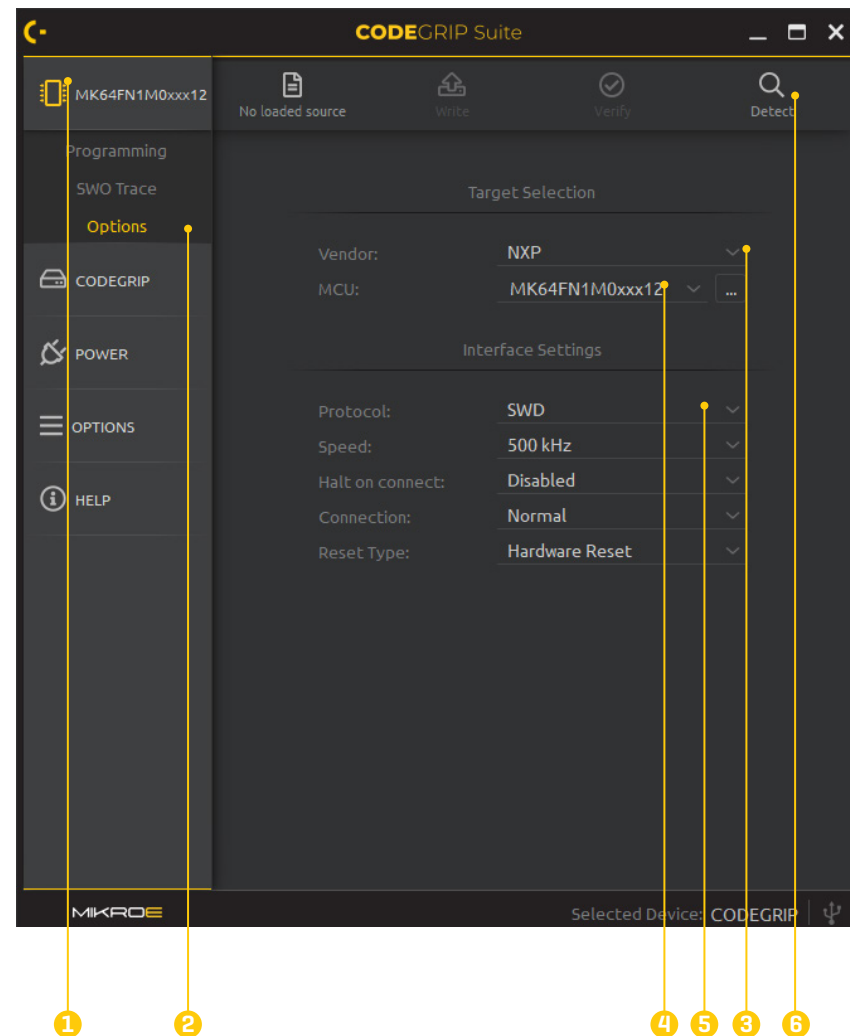 CODEGRIP Suite
MK64FN1M0xxx12
No loaded source
Write
Verify
Detect
Programming
SWO Trace
Options
CODEGRIP
POWER
OPTIONS
HELP
Target Selection
Vendor: NXP
MCU: MK64FN1M0xxx12 ...
Interface Settings
Protocol: SWD
Speed: 500 kHz
Halt on connect: Disabled
Connection: Normal
Reset Type: Hardware Reset
MIKROE
Selected Device: CODEGRIP
1 2 4 5 3 6